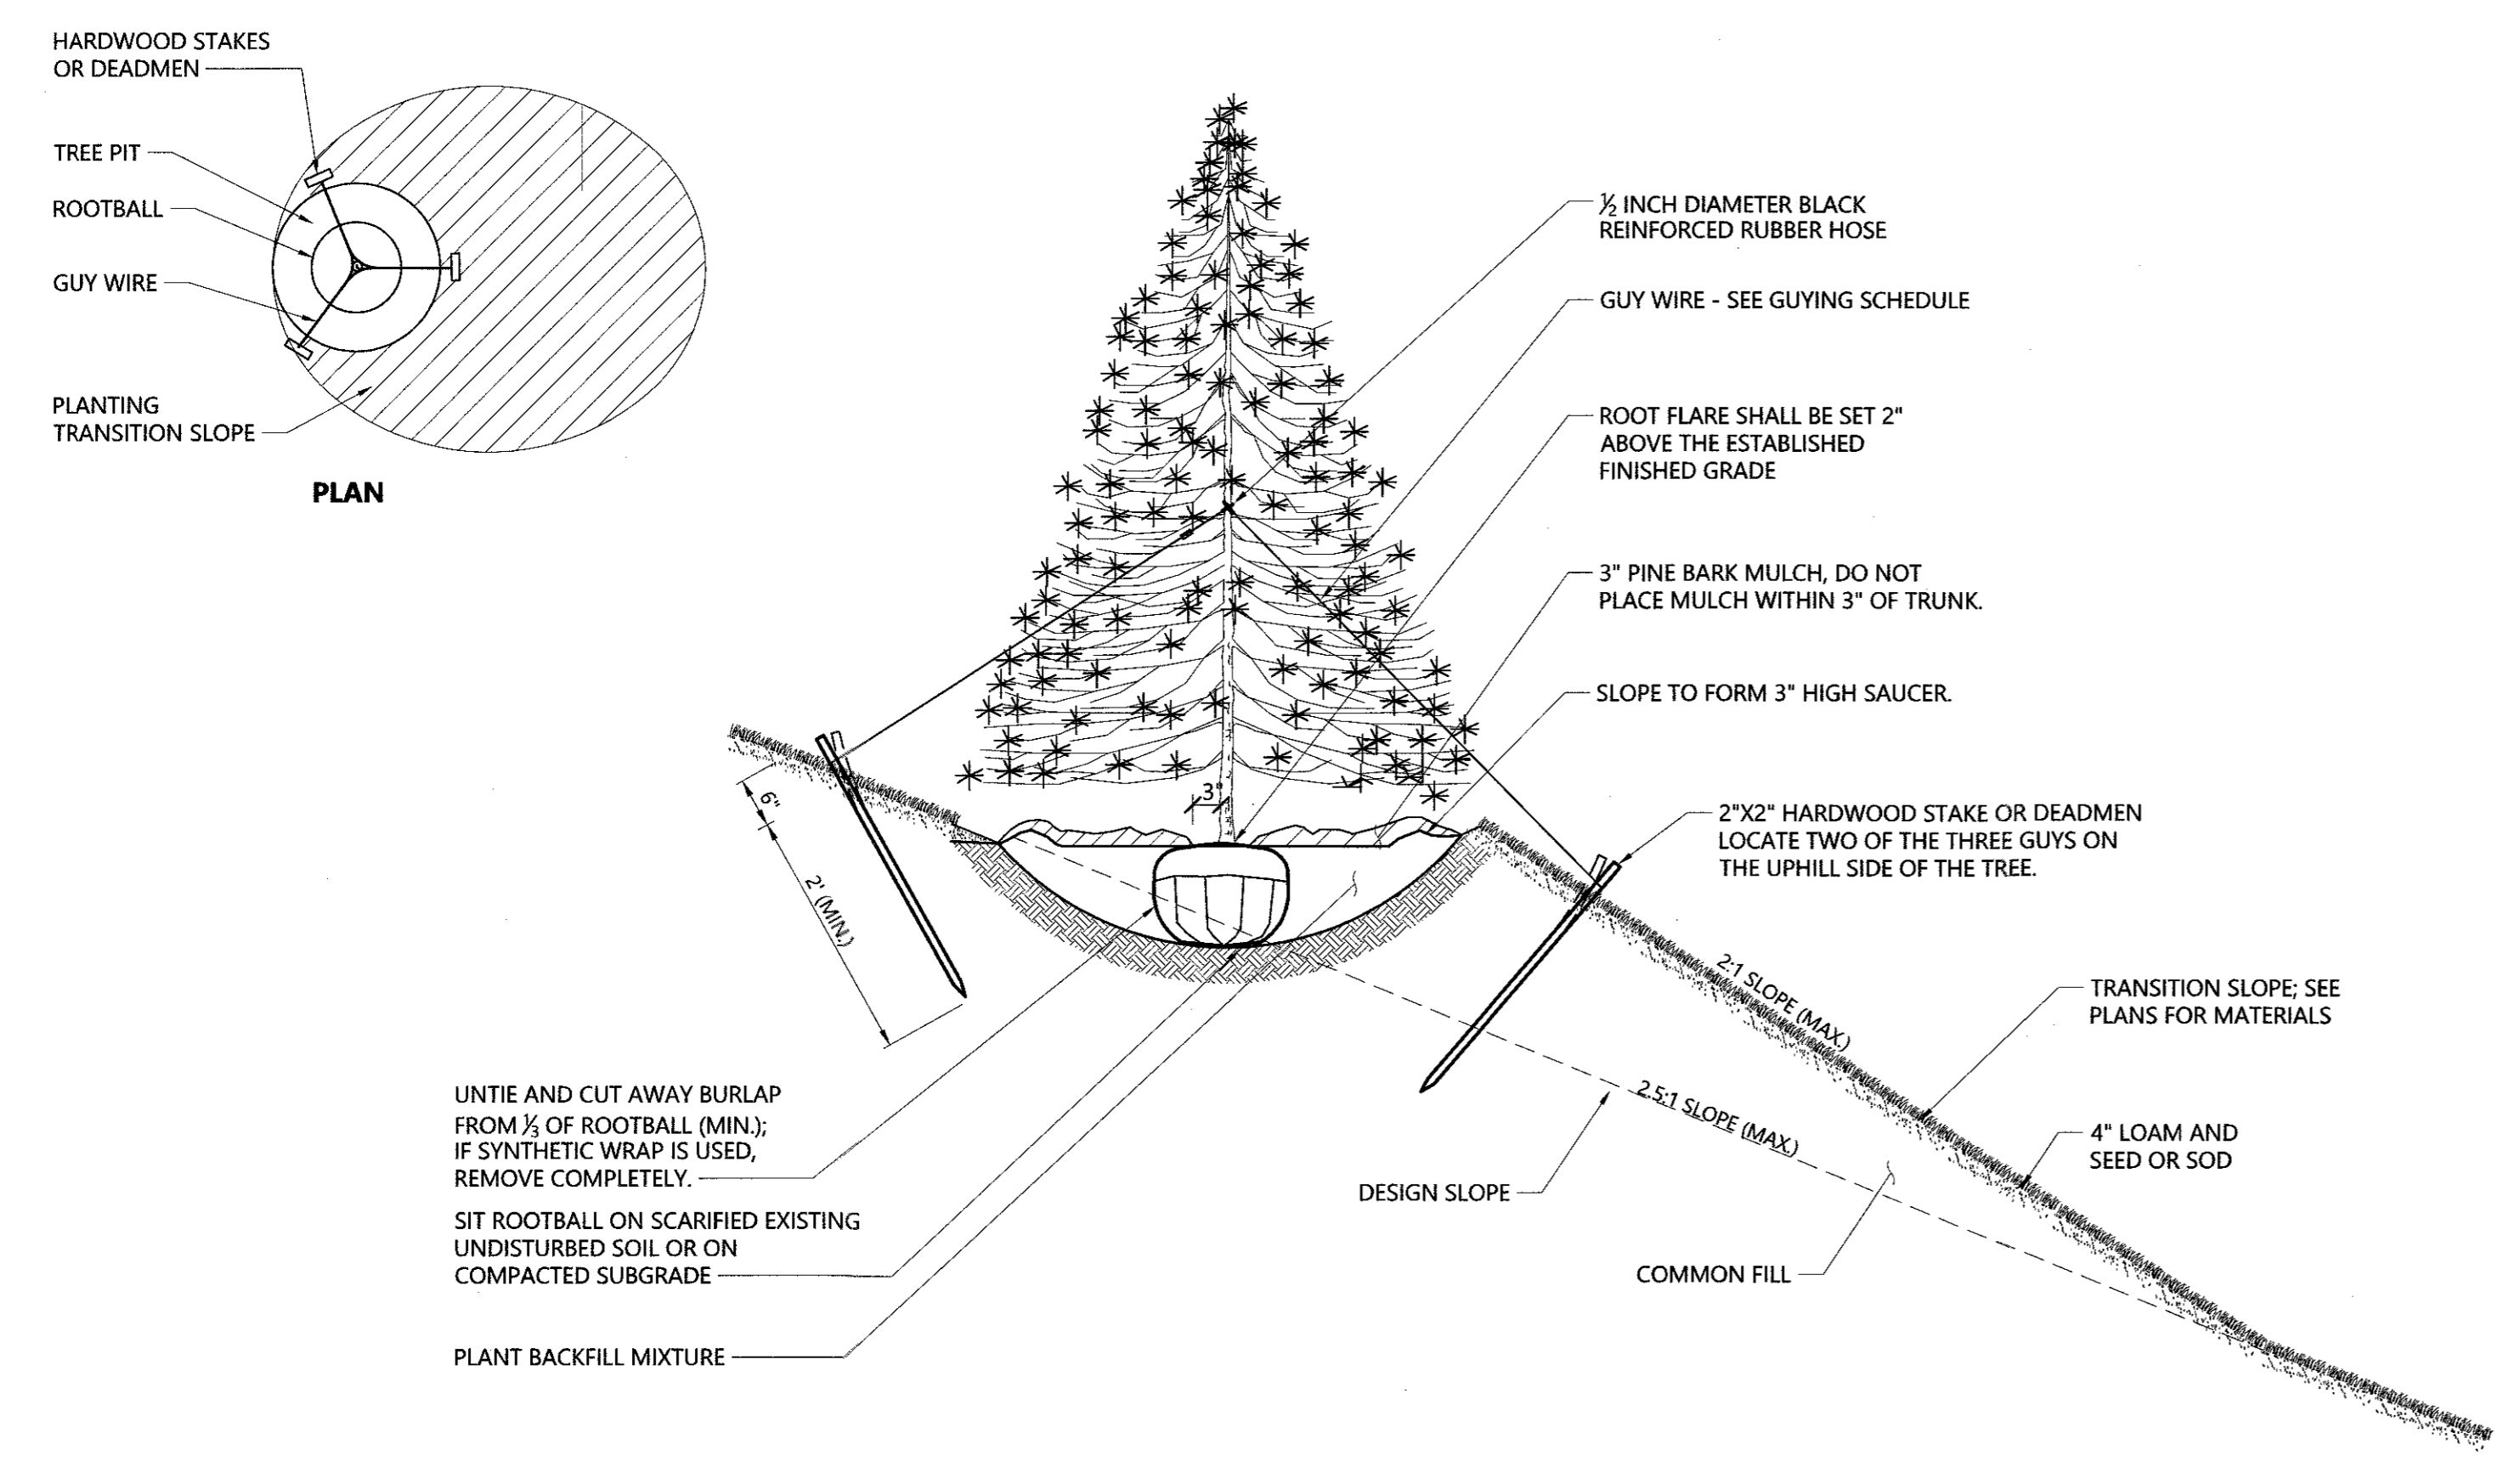 HARDWOOD STAKES
OR DEADMEN
TREE PIT
ROOTBALL
GUY WIRE
PLANTING
TRANSITION SLOPE
PLAN
½ INCH DIAMETER BLACK
REINFORCED RUBBER HOSE
GUY WIRE - SEE GUYING SCHEDULE
ROOT FLARE SHALL BE SET 2"
ABOVE THE ESTABLISHED
FINISHED GRADE
3" PINE BARK MULCH, DO NOT
PLACE MULCH WITHIN 3" OF TRUNK.
SLOPE TO FORM 3" HIGH SAUCER.
3"
6"
2' (MIN.)
2"X2" HARDWOOD STAKE OR DEADMEN
LOCATE TWO OF THE THREE GUYS ON
THE UPHILL SIDE OF THE TREE.
2:1 SLOPE (MAX.)
TRANSITION SLOPE; SEE
PLANS FOR MATERIALS
2.5:1 SLOPE (MAX.)
4" LOAM AND
SEED OR SOD
DESIGN SLOPE
COMMON FILL
UNTIE AND CUT AWAY BURLAP
FROM ⅓ OF ROOTBALL (MIN.);
IF SYNTHETIC WRAP IS USED,
REMOVE COMPLETELY.
SIT ROOTBALL ON SCARIFIED EXISTING
UNDISTURBED SOIL OR ON
COMPACTED SUBGRADE
PLANT BACKFILL MIXTURE